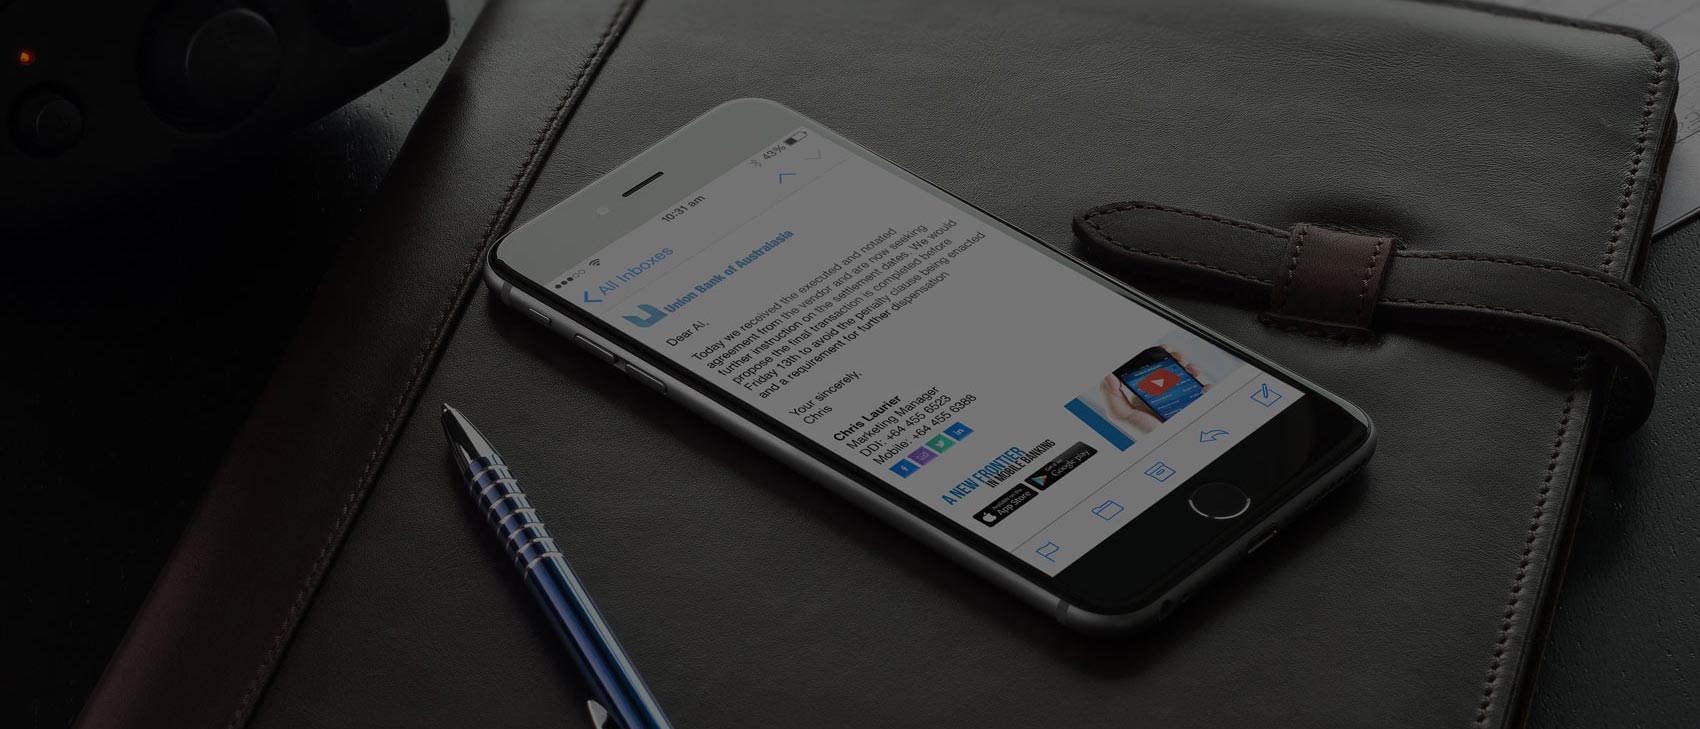 43%
10:31 am
All Inboxes
Union Bank of Australasia
Dear Al,
Today we received the executed and notated
agreement from the vendor and are now seeking
further instruction on the settlement dates. We would
propose the final transaction is completed before
Friday 13th to avoid the penalty clause being enacted
and a requirement for further dispensation
Your sincerely,
Chris
Chris Laurier
Marketing Manager
DDI: +64 455 6523
Mobile: +64 455 6388
A NEW FRONTIER
IN MOBILE BANKING
App Store
Google play